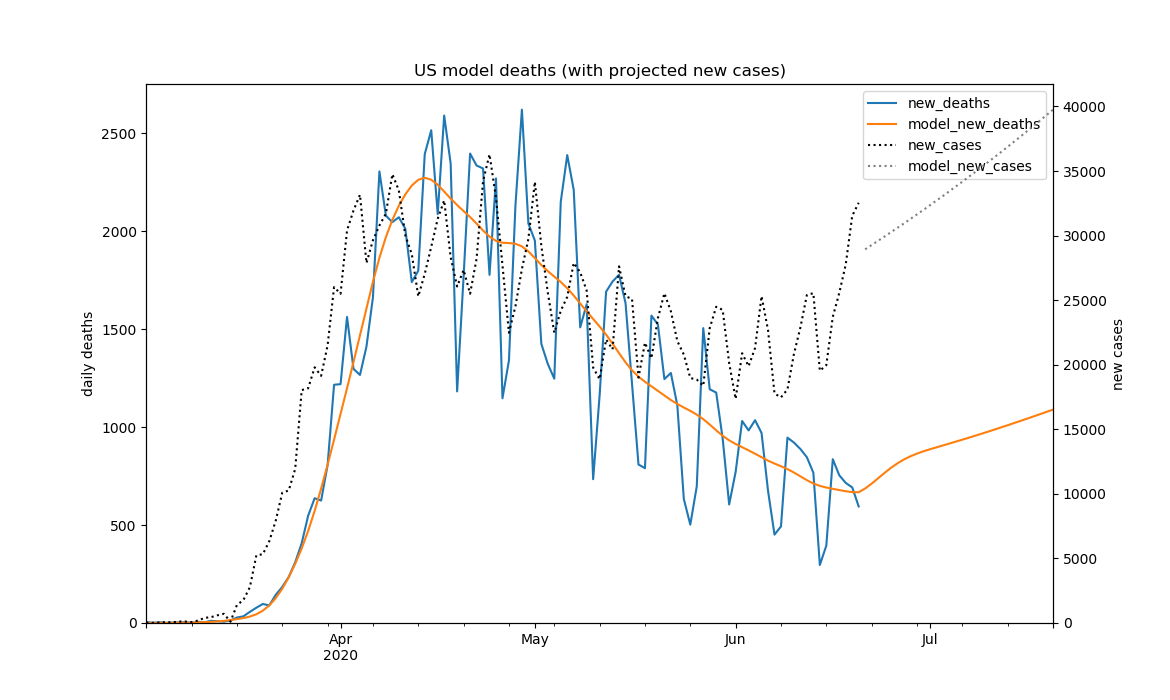 US model deaths (with projected new cases)
new_deaths
model_new_deaths
new_cases
model_new_cases
daily deaths
2500
2000
1500
1000
500
0
40000
35000
30000
25000
20000
15000
10000
5000
0
new cases
Apr
2020
May
Jun
Jul